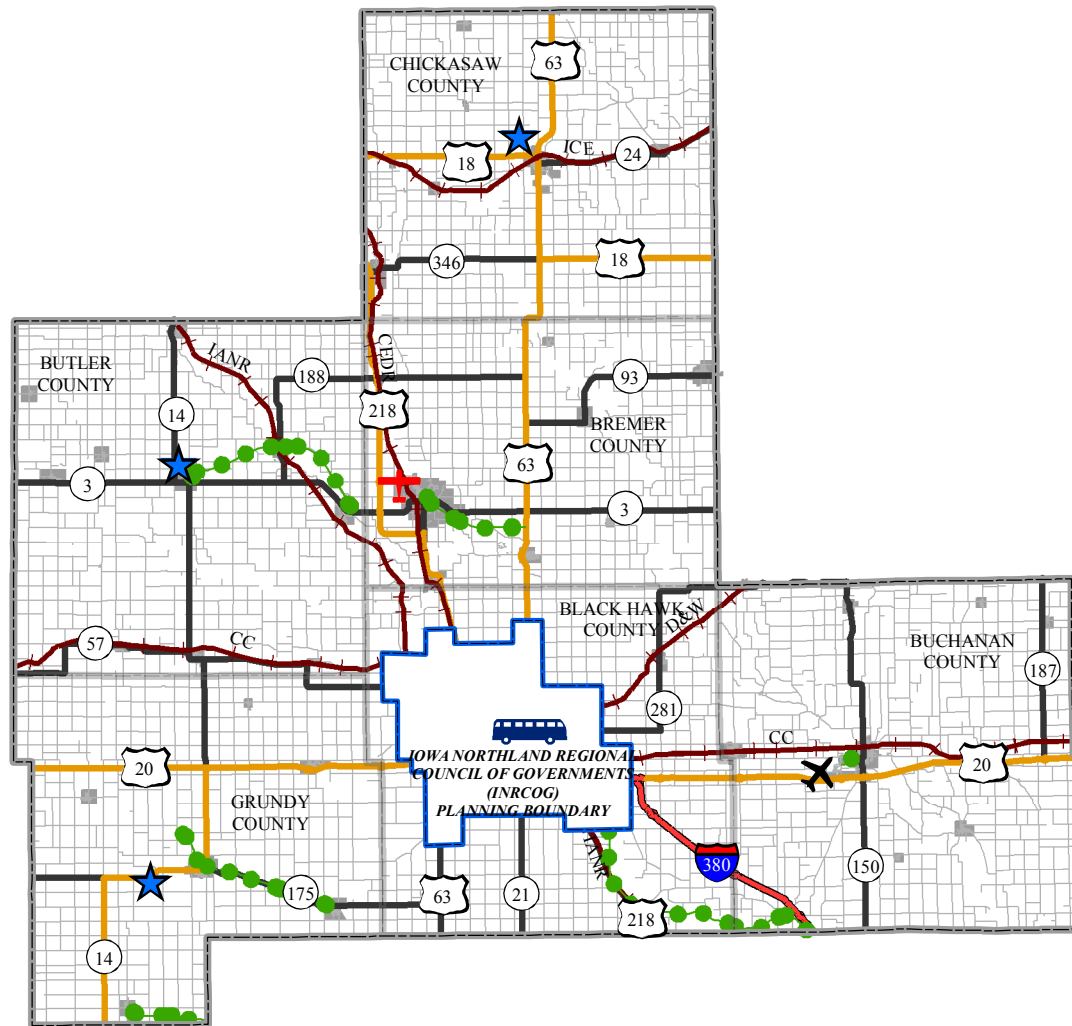 63
CHICKASAW
COUNTY
ICE
24
18
346
18
BUTLER
COUNTY
IANR
188
CEDR
93
14
218
BREMER
COUNTY
63
3
3
BLACK HAWK
COUNTY
D&W
BUCHANAN
COUNTY
57
CC
187
281
CC
IOWA NORTHLAND REGIONAL
COUNCIL OF GOVERNMENTS
(INRCOG)
PLANNING BOUNDARY
20
20
GRUNDY
COUNTY
IANR
380
150
175
63
21
218
14